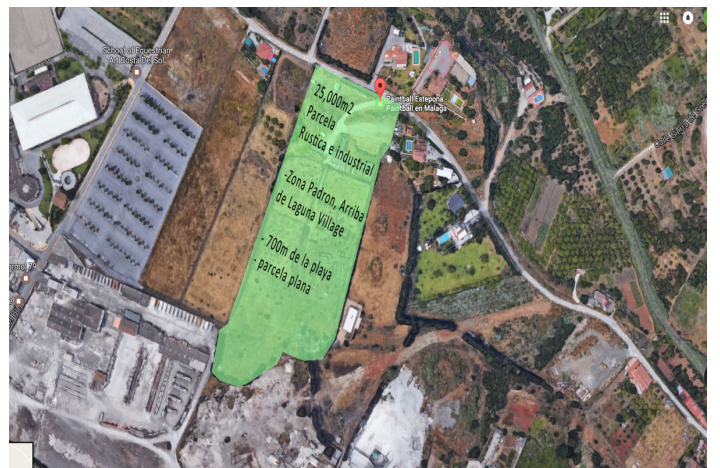 School of Equestrian
Art Costa Del Sol
Paintball Estepona -
Paintball en Málaga
25,000m2
Parcela
Rustica e industrial
-Zona Padron, Arriba
de Laguna Village
- 700m de la playa
- parcela plana